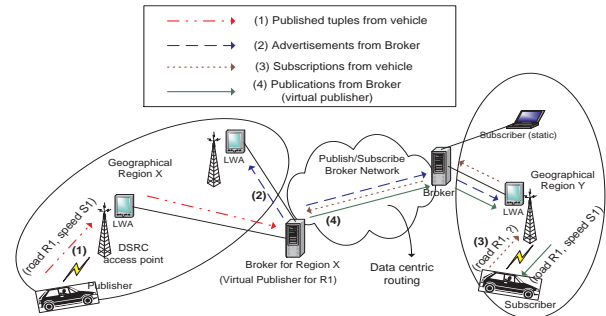 (1) Published tuples from vehicle
(2) Advertisements from Broker
(3) Subscriptions from vehicle
(4) Publications from Broker
(virtual publisher)
LWA
Geographical
Region X
LWA
(2)
(road R1, speed S1)
(1)
DSRC
access point
Publisher
Broker for Region X
(Virtual Publisher for R1)
Publish/Subscribe
Broker Network
(4)
Data centric
routing
Broker
Subscriber (static)
Geographical
Region Y
LWA
(3)
(road R1, ?)
(road R1, speed S1)
Subscriber